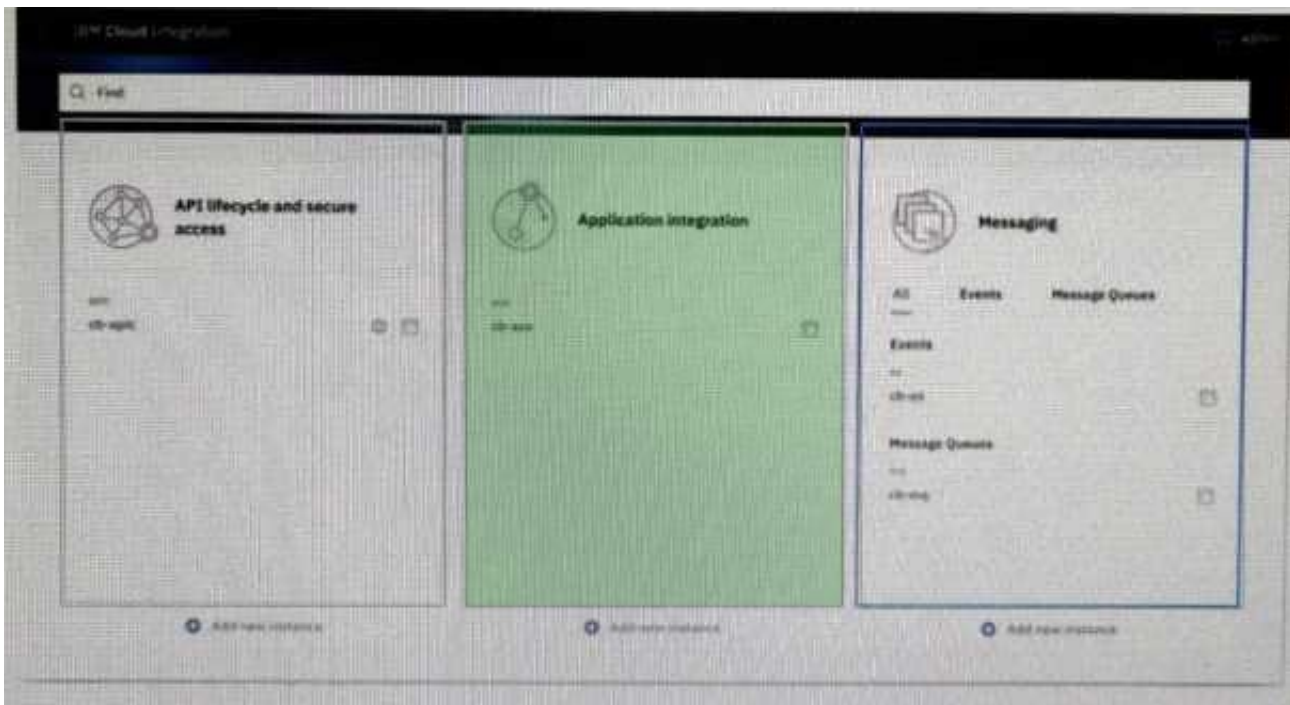 IBM Cloud Integration
admin
Find
API lifecycle and secure
access
Application integration
Messaging
All Events Message Queues
Events
Message Queues
Add new instance
Add new instance
Add new instance